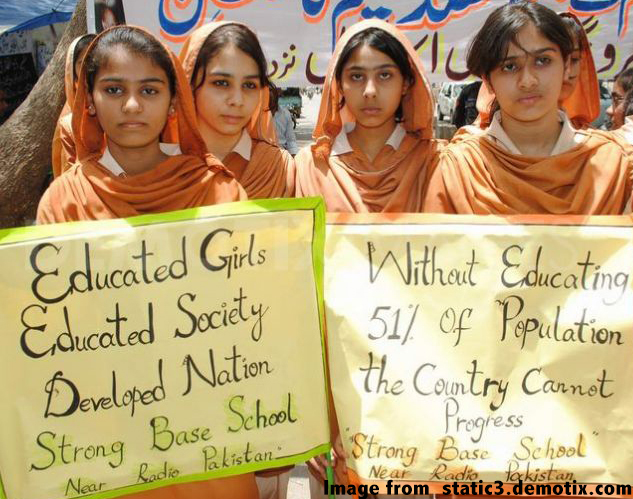 Educated Girls
Educated Society
Developed Nation
Strong Base School
Near Radio Pakistan
Without Educating
51% Of Population
the Country Cannot
Progress
"Strong Base School"
Near Radio Pakistan
Image from static3.demotix.com